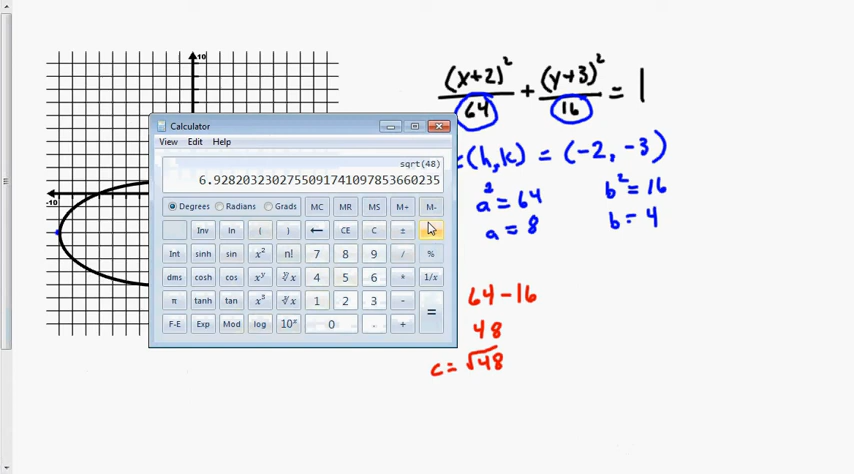 10
(x+2)² / 64 + (y+3)² / 16 = 1
Calculator
View Edit Help
sqrt(48)
6.9282032302755091741097853660235
-10
=(h,k) = (-2, -3)
Degrees Radians Grads MC MR MS M+ M-
a² = 64 b² = 16
Inv ln ( ) ← CE C ±
a = 8 b = 4
Int sinh sin x² n! 7 8 9 / %
dms cosh cos xʸ ʸ√x 4 5 6 * 1/x
π tanh tan x³ ³√x 1 2 3 - =
F-E Exp Mod log 10ˣ 0 . +
64 - 16
48
c = √48